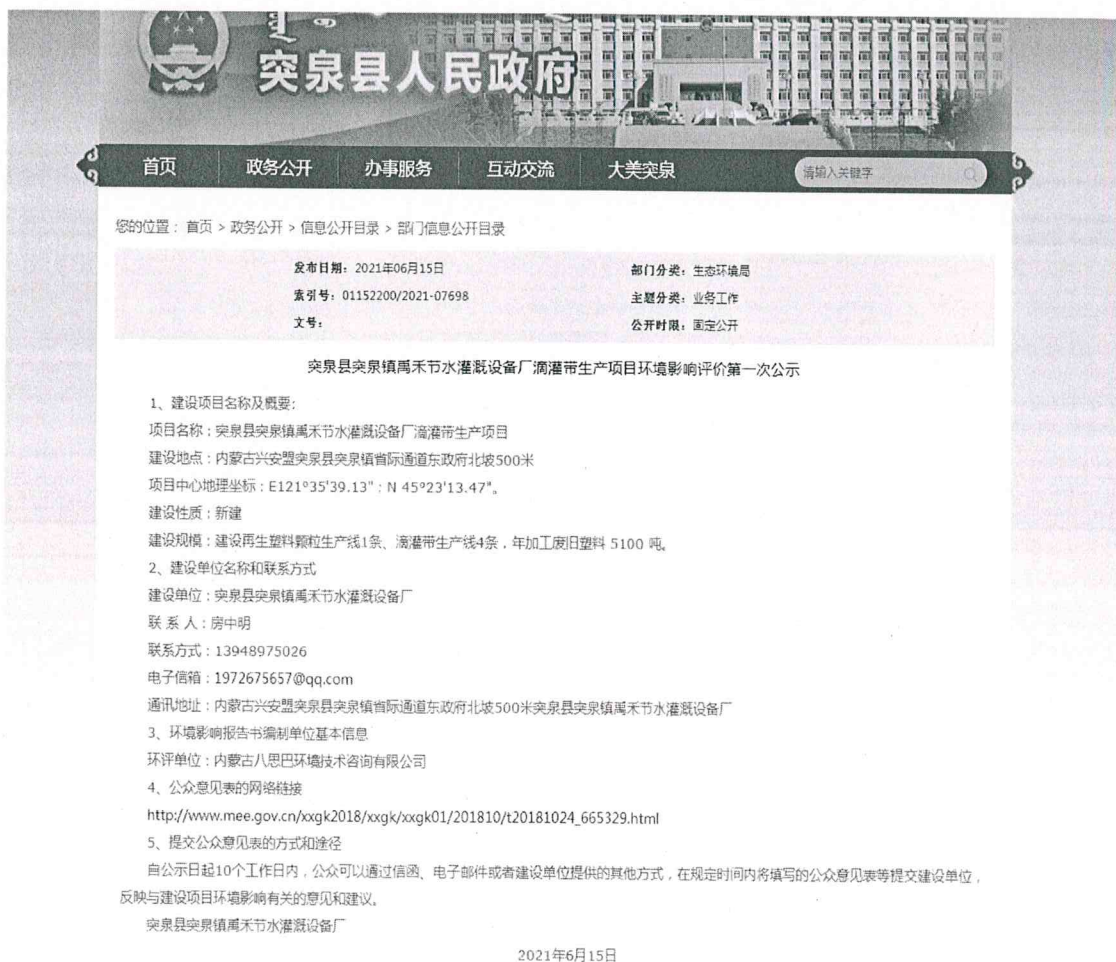 突泉县人民政府
首页 政务公开 办事服务 互动交流 大美突泉 请输入关键字
您的位置： 首页 > 政务公开 > 信息公开目录 > 部门信息公开目录
发布日期：2021年06月15日 部门分类：生态环境局
索引号：01152200/2021-07698 主题分类：业务工作
文号： 公开时限：固定公开
突泉县突泉镇禹禾节水灌溉设备厂滴灌带生产项目环境影响评价第一次公示
1、建设项目名称及概要:
项目名称：突泉县突泉镇禹禾节水灌溉设备厂滴灌带生产项目
建设地点：内蒙古兴安盟突泉县突泉镇省际通道东政府北坡500米
项目中心地理坐标：E121°35'39.13"：N 45°23'13.47"。
建设性质：新建
建设规模：建设再生塑料颗粒生产线1条、滴灌带生产线4条，年加工废旧塑料 5100 吨。
2、建设单位名称和联系方式
建设单位：突泉县突泉镇禹禾节水灌溉设备厂
联 系 人：房中明
联系方式：13948975026
电子信箱：1972675657@qq.com
通讯地址：内蒙古兴安盟突泉县突泉镇省际通道东政府北坡500米突泉县突泉镇禹禾节水灌溉设备厂
3、环境影响报告书编制单位基本信息
环评单位：内蒙古八思巴环境技术咨询有限公司
4、公众意见表的网络链接
http://www.mee.gov.cn/xxgk2018/xxgk/xxgk01/201810/t20181024_665329.html
5、提交公众意见表的方式和途径
自公示日起10个工作日内，公众可以通过信函、电子邮件或者建设单位提供的其他方式，在规定时间内将填写的公众意见表等提交建设单位，
反映与建设项目环境影响有关的意见和建议。
突泉县突泉镇禹禾节水灌溉设备厂
2021年6月15日